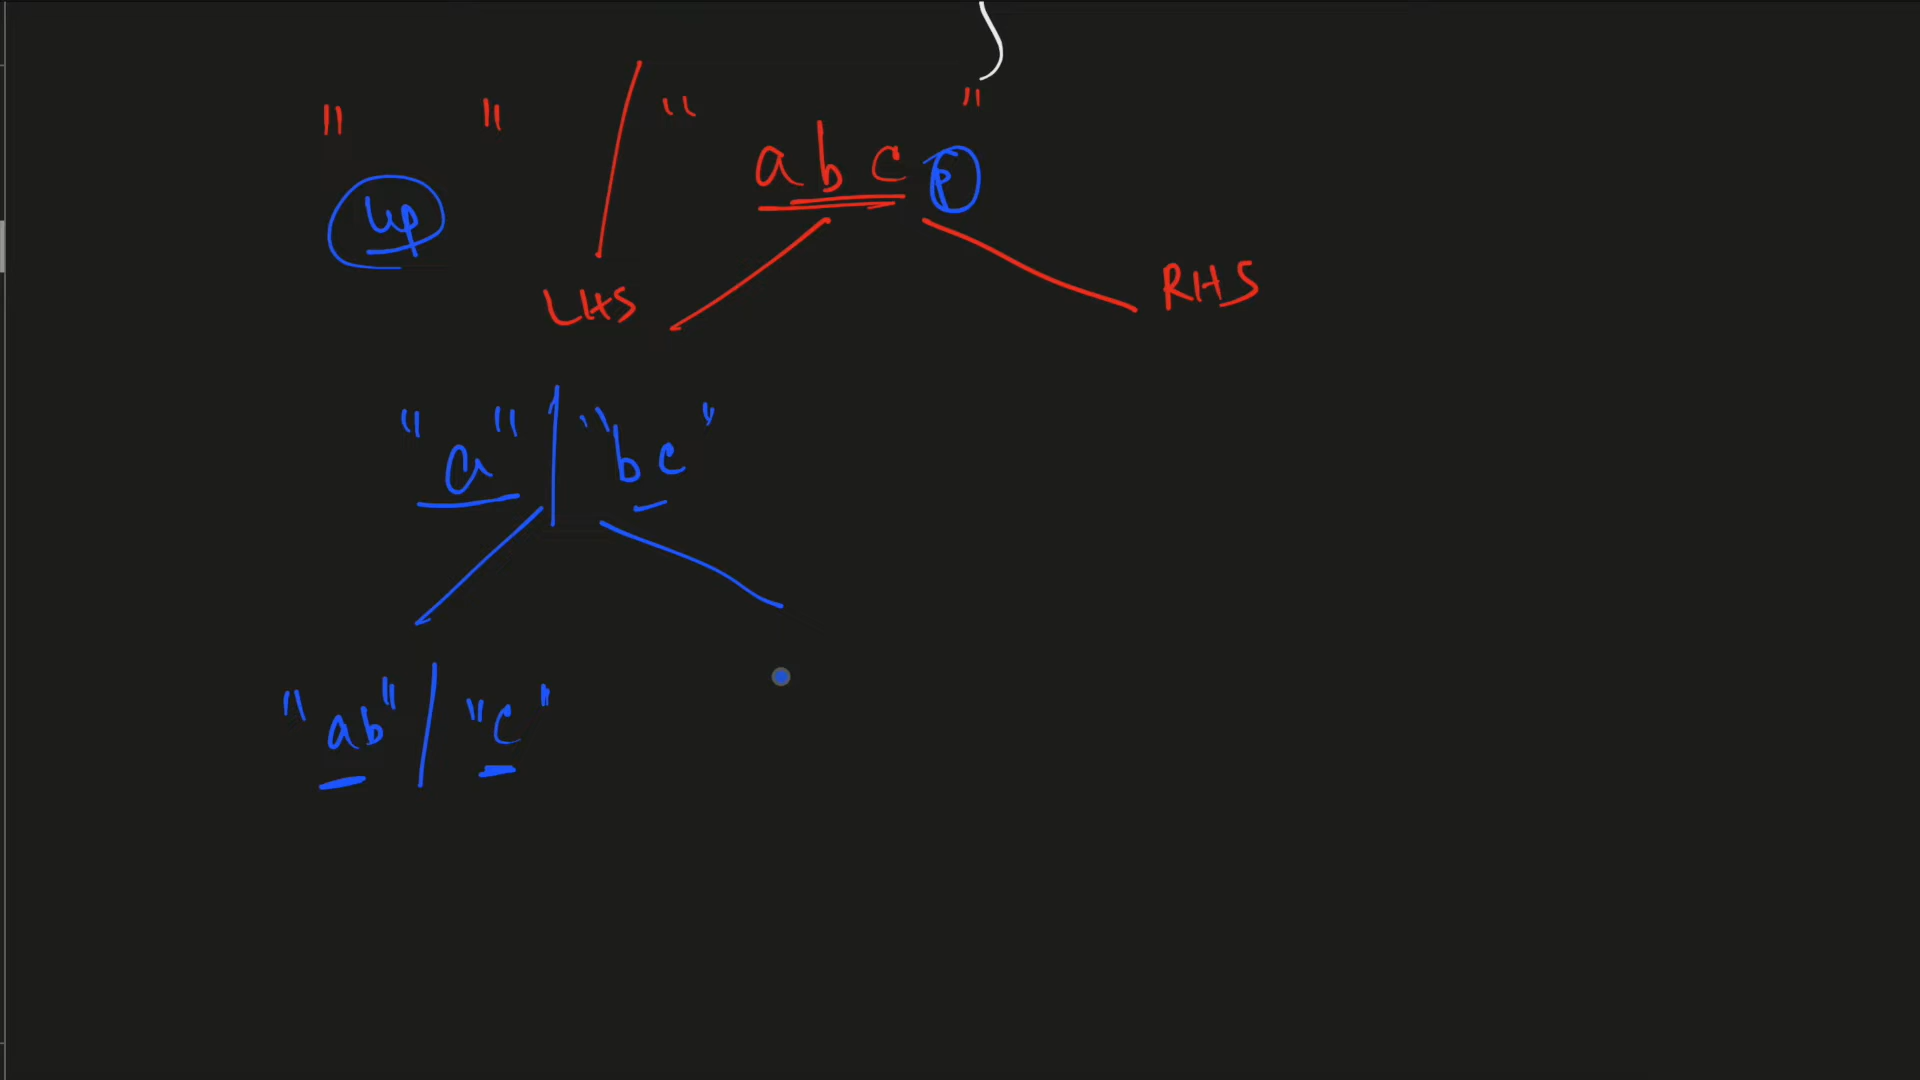 " " / " abc p "
up
LHS RHS
"a" | "bc"
"ab" / "c"